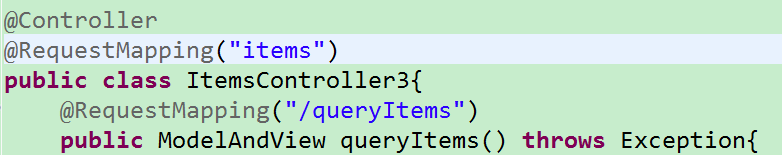 @Controller
@RequestMapping("items")
public class ItemsController3{
@RequestMapping("/queryItems")
public ModelAndView queryItems() throws Exception{